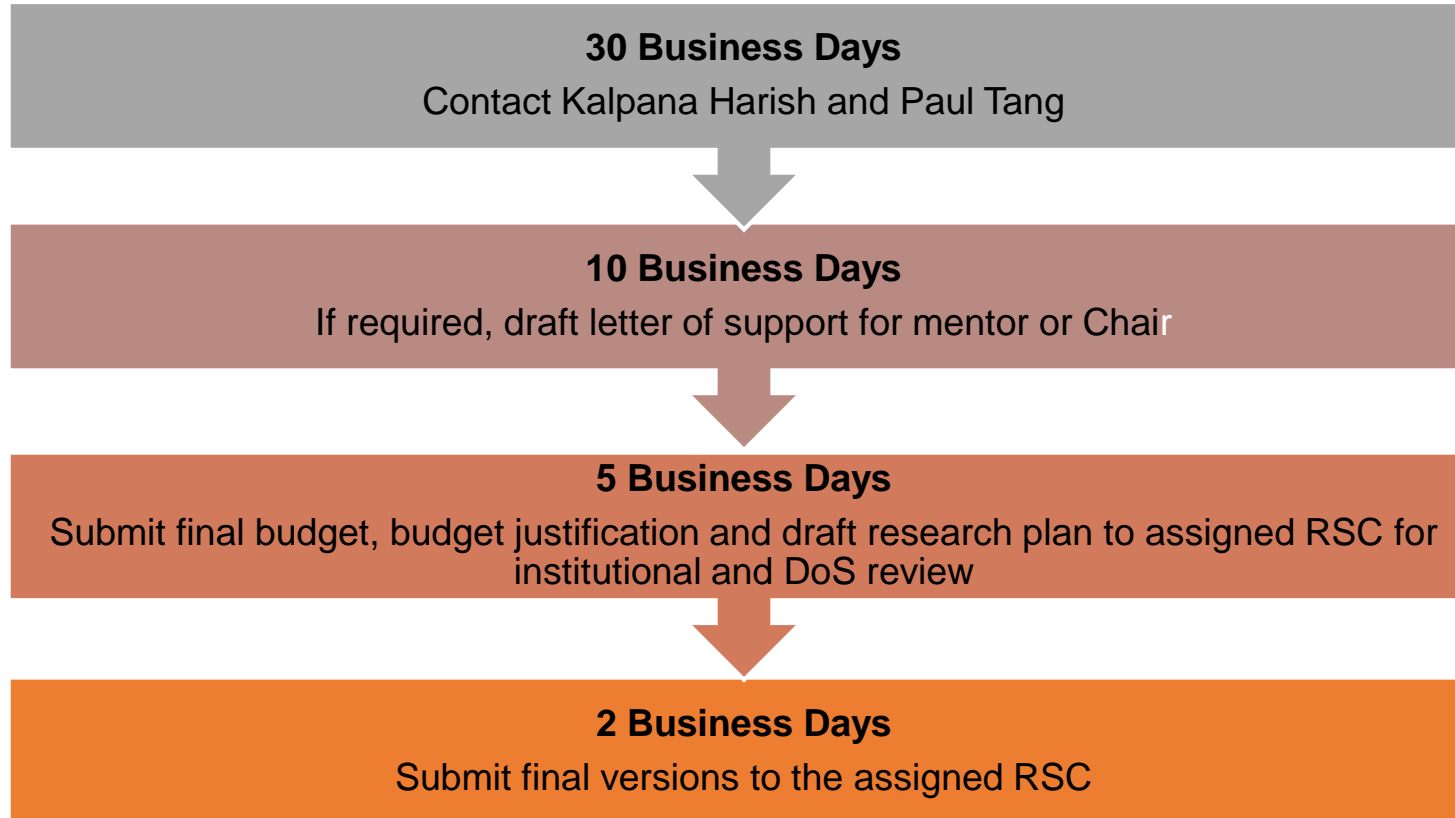 30 Business Days
Contact Kalpana Harish and Paul Tang
10 Business Days
If required, draft letter of support for mentor or Chair
5 Business Days
Submit final budget, budget justification and draft research plan to assigned RSC for
institutional and DoS review
2 Business Days
Submit final versions to the assigned RSC